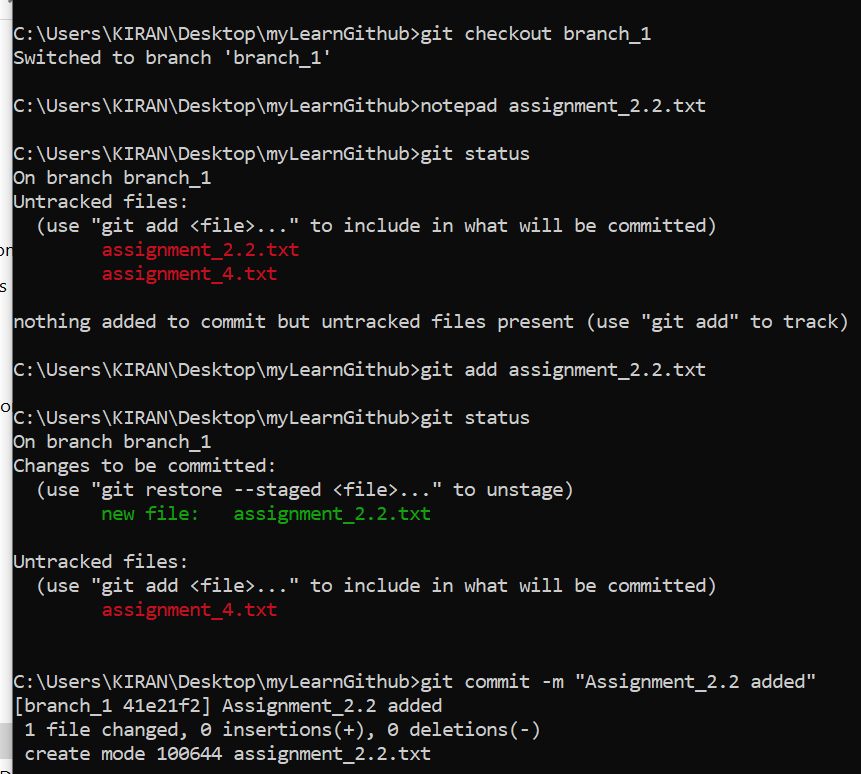 C:\Users\KIRAN\Desktop\myLearnGithub>git checkout branch_1
Switched to branch 'branch_1'
C:\Users\KIRAN\Desktop\myLearnGithub>notepad assignment_2.2.txt
C:\Users\KIRAN\Desktop\myLearnGithub>git status
On branch branch_1
Untracked files:
  (use "git add <file>..." to include in what will be committed)
        assignment_2.2.txt
        assignment_4.txt
nothing added to commit but untracked files present (use "git add" to track)
C:\Users\KIRAN\Desktop\myLearnGithub>git add assignment_2.2.txt
C:\Users\KIRAN\Desktop\myLearnGithub>git status
On branch branch_1
Changes to be committed:
  (use "git restore --staged <file>..." to unstage)
        new file:   assignment_2.2.txt
Untracked files:
  (use "git add <file>..." to include in what will be committed)
        assignment_4.txt
C:\Users\KIRAN\Desktop\myLearnGithub>git commit -m "Assignment_2.2 added"
[branch_1 41e21f2] Assignment_2.2 added
 1 file changed, 0 insertions(+), 0 deletions(-)
 create mode 100644 assignment_2.2.txt